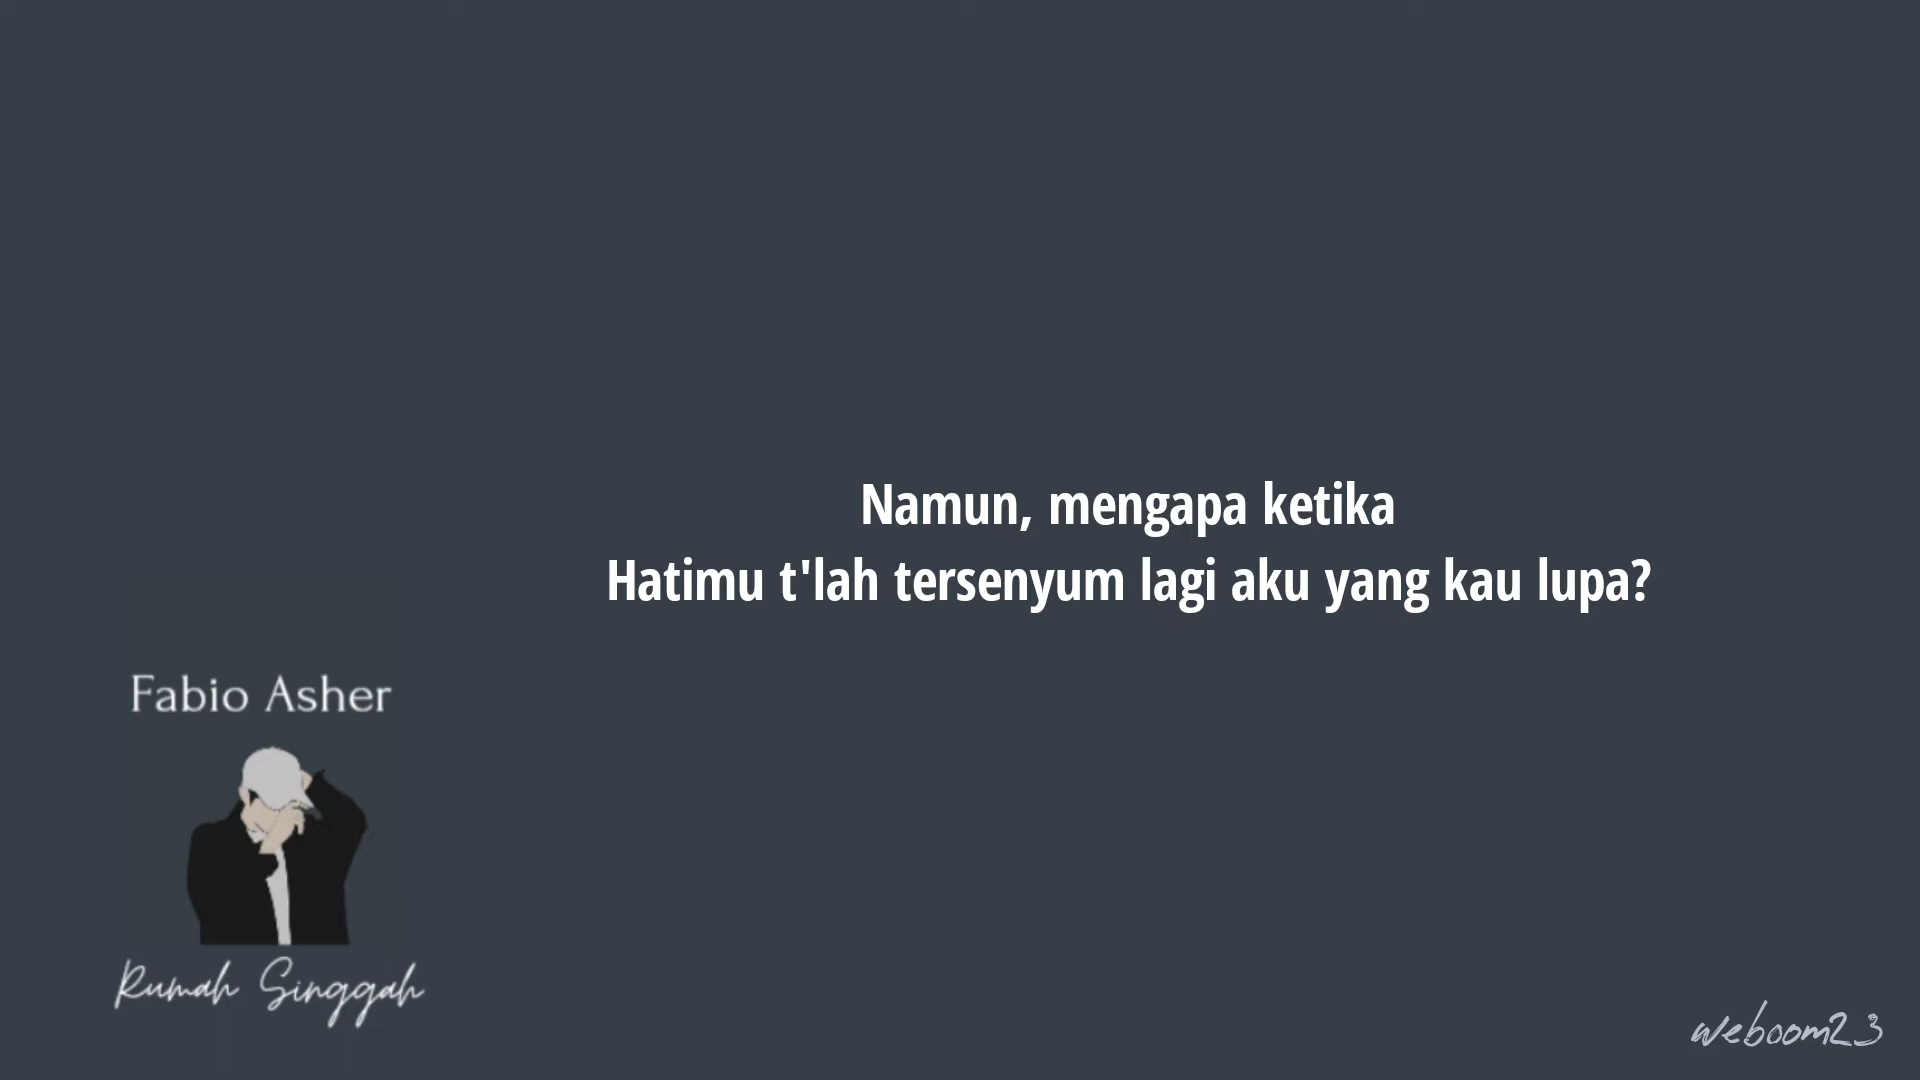 Namun, mengapa ketika
Hatimu t'lah tersenyum lagi aku yang kau lupa?
Fabio Asher
Rumah Singgah
weboom23